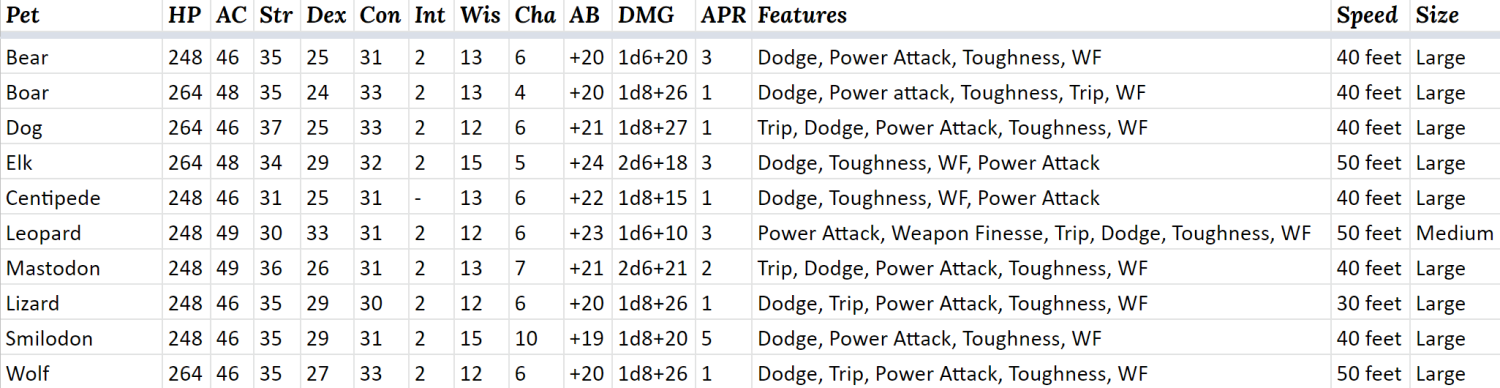 Pet HP AC Str Dex Con Int Wis Cha AB DMG APR Features Speed Size
Bear 248 46 35 25 31 2 13 6 +20 1d6+20 3 Dodge, Power Attack, Toughness, WF 40 feet Large
Boar 264 48 35 24 33 2 13 4 +20 1d8+26 1 Dodge, Power attack, Toughness, Trip, WF 40 feet Large
Dog 264 46 37 25 33 2 12 6 +21 1d8+27 1 Trip, Dodge, Power Attack, Toughness, WF 40 feet Large
Elk 264 48 34 29 32 2 15 5 +24 2d6+18 3 Dodge, Toughness, WF, Power Attack 50 feet Large
Centipede 248 46 31 25 31 - 13 6 +22 1d8+15 1 Dodge, Toughness, WF, Power Attack 40 feet Large
Leopard 248 49 30 33 31 2 12 6 +23 1d6+10 3 Power Attack, Weapon Finesse, Trip, Dodge, Toughness, WF 50 feet Medium
Mastodon 248 49 36 26 31 2 13 7 +21 2d6+21 2 Trip, Dodge, Power Attack, Toughness, WF 40 feet Large
Lizard 248 46 35 29 30 2 12 6 +20 1d8+26 1 Dodge, Trip, Power Attack, Toughness, WF 30 feet Large
Smilodon 248 46 35 29 31 2 15 10 +19 1d8+20 5 Dodge, Power Attack, Toughness, WF 40 feet Large
Wolf 264 46 35 27 33 2 12 6 +20 1d8+26 1 Dodge, Trip, Power Attack, Toughness, WF 50 feet Large